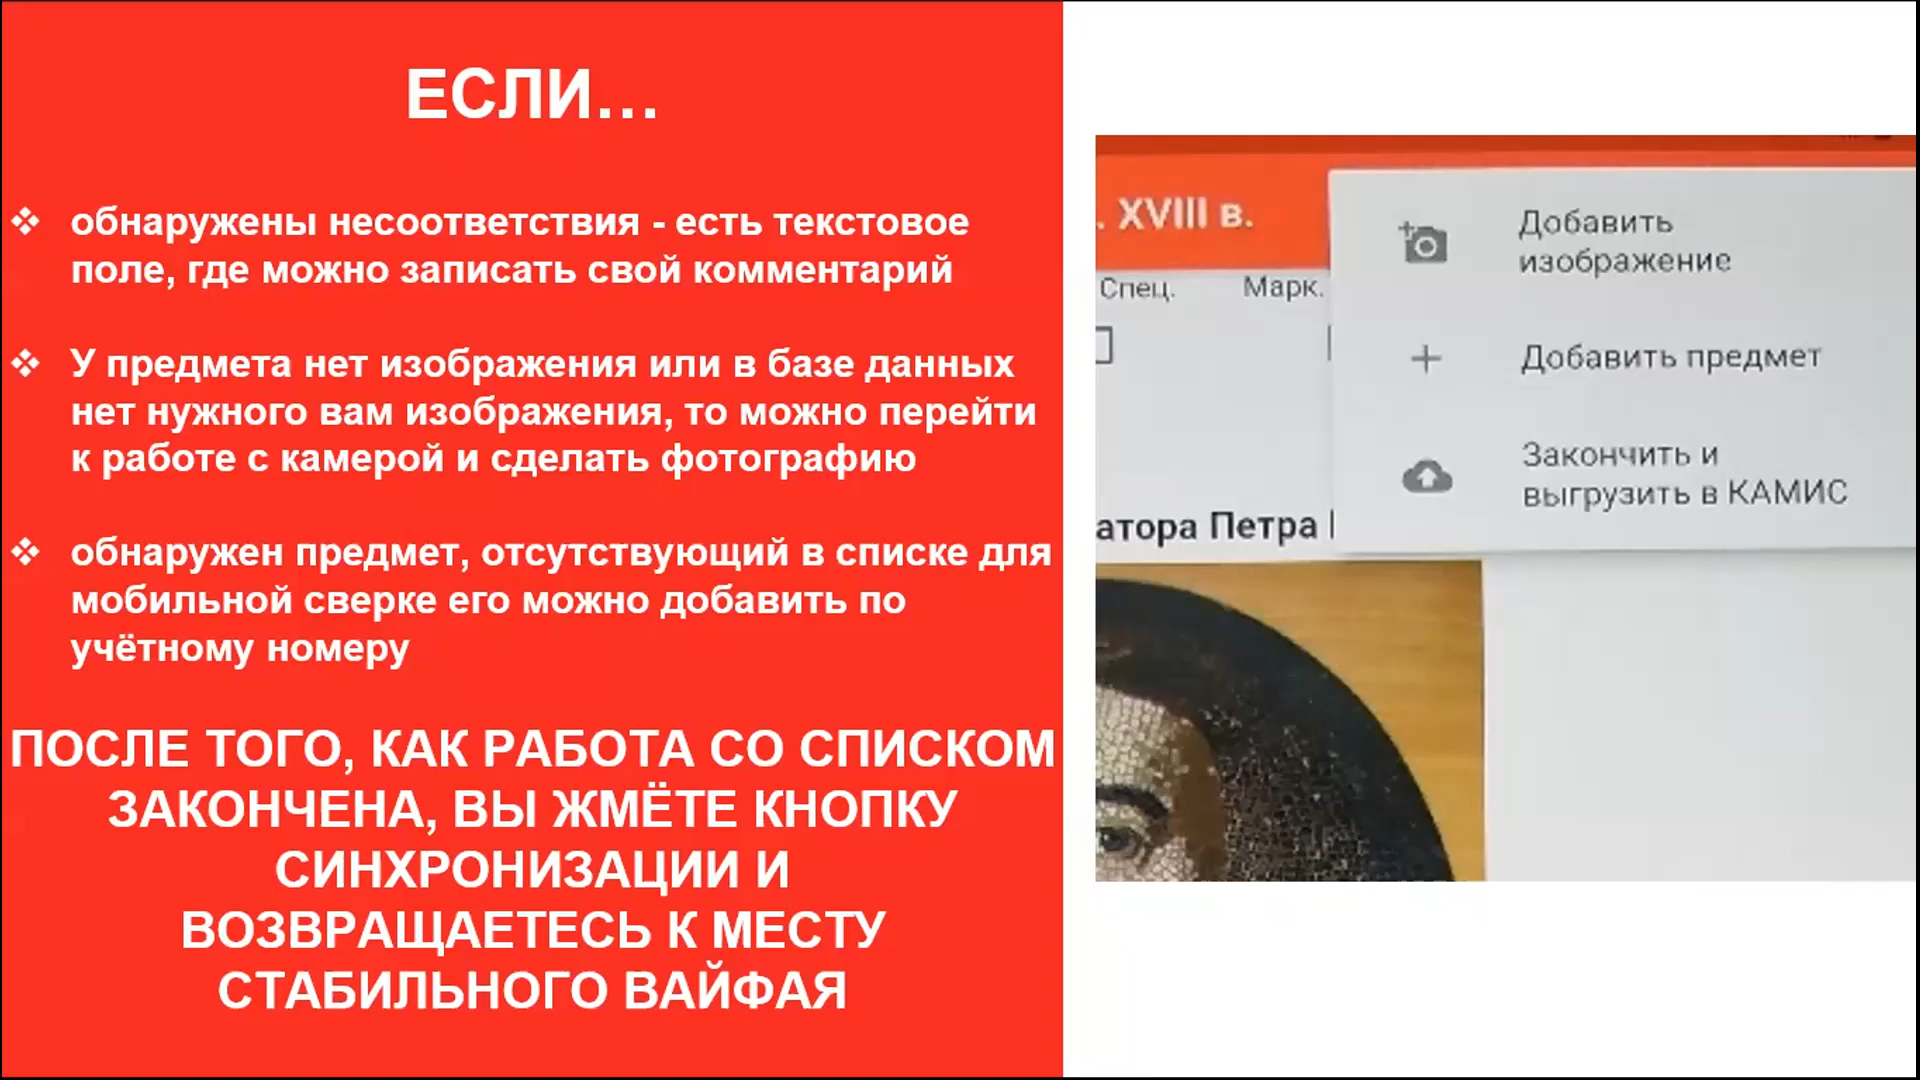 ЕСЛИ…
❖ обнаружены несоответствия - есть текстовое
поле, где можно записать свой комментарий
❖ У предмета нет изображения или в базе данных
нет нужного вам изображения, то можно перейти
к работе с камерой и сделать фотографию
❖ обнаружен предмет, отсутствующий в списке для
мобильной сверке его можно добавить по
учётному номеру
ПОСЛЕ ТОГО, КАК РАБОТА СО СПИСКОМ
ЗАКОНЧЕНА, ВЫ ЖМЁТЕ КНОПКУ
СИНХРОНИЗАЦИИ И
ВОЗВРАЩАЕТЕСЬ К МЕСТУ
СТАБИЛЬНОГО ВАЙФАЯ
. XVIII в.
Спец. Марк.
атора Петра
Добавить
изображение
Добавить предмет
Закончить и
выгрузить в КАМИС